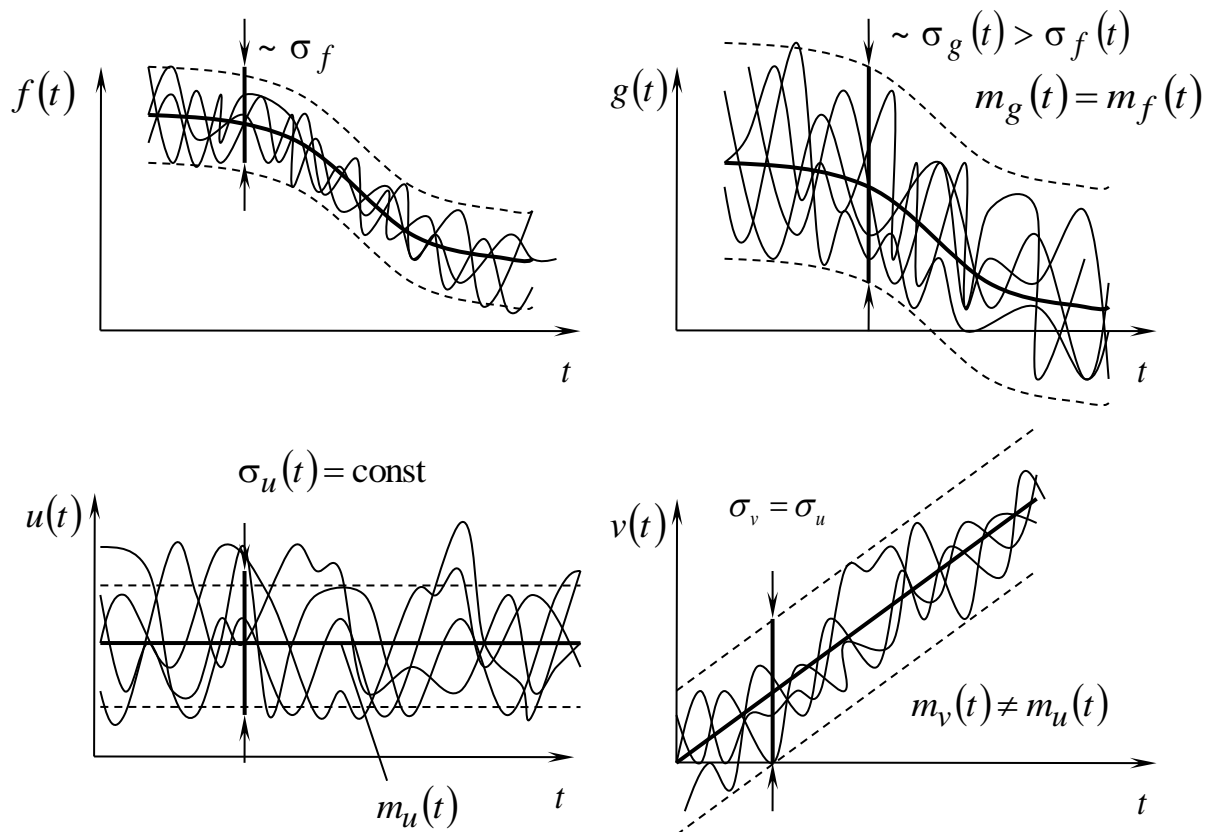 ~ σ_f
f(t)
t
~ σ_g(t) > σ_f(t)
g(t)
m_g(t) = m_f(t)
t
σ_u(t) = const
u(t)
m_u(t)
t
σ_v = σ_u
v(t)
m_v(t) ≠ m_u(t)
t